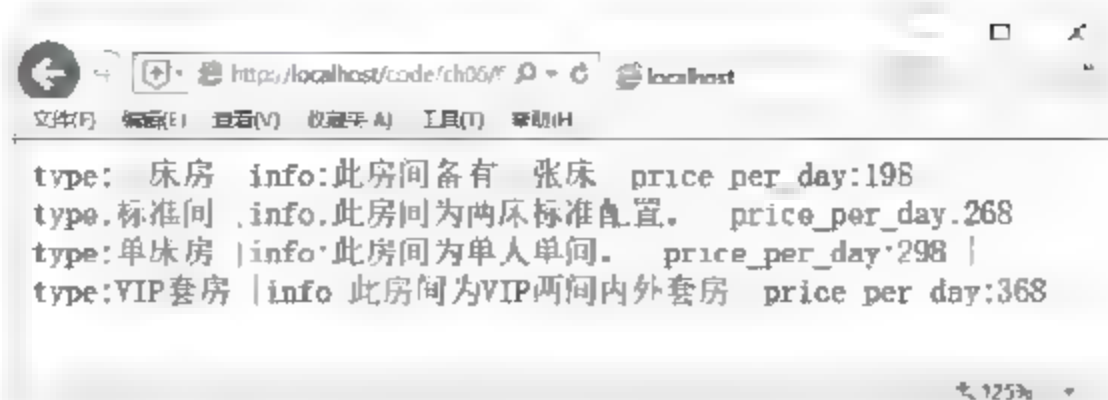 http://localhost/code/ch06/f localhost
文件(F) 编辑(E) 查看(V) 收藏夹(A) 工具(T) 帮助(H
type: 床房 info:此房间备有 张床 price per_day:198
type.标准间 .info.此房间为两床标准配置。 price_per_day.268
type:单床房 |info:此房间为单人单间。 price_per_day:298 |
type:VIP套房 |info 此房间为VIP两间内外套房 price per day:368
125%